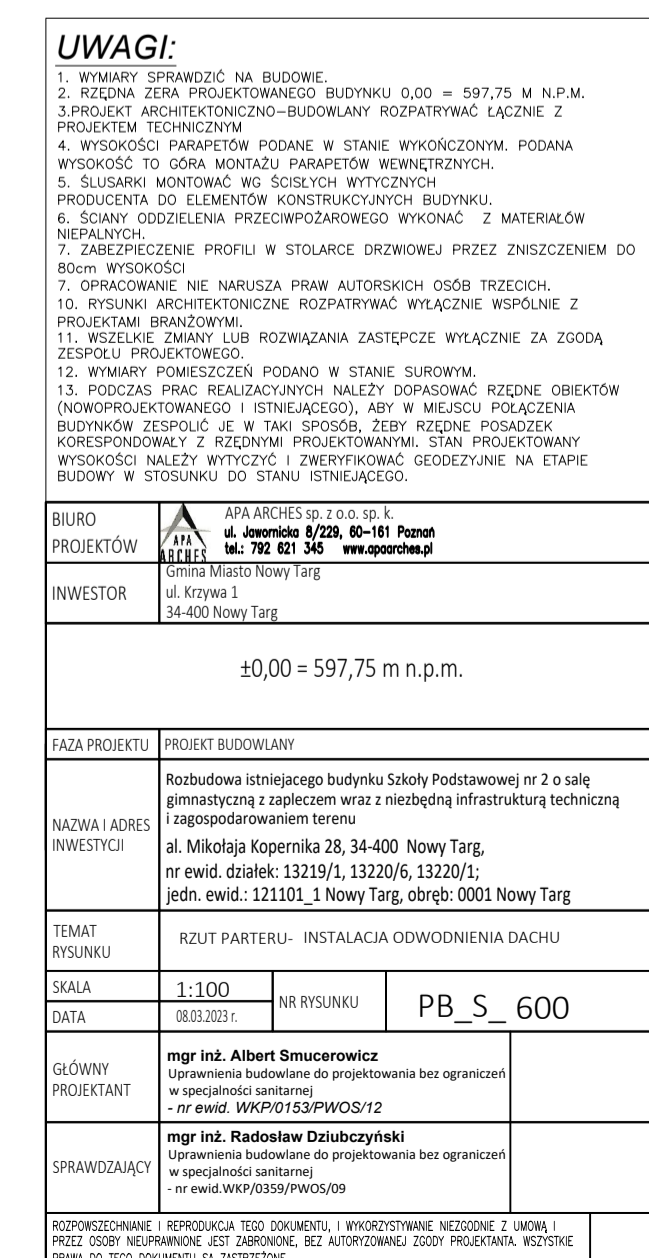 UWAGI:
1. WYMIARY SPRAWDZIĆ NA BUDOWIE.
2. RZĘDNA ZERA PROJEKTOWANEGO BUDYNKU 0,00 = 597,75 M N.P.M.
3.PROJEKT ARCHITEKTONICZNO–BUDOWLANY ROZPATRYWAĆ ŁĄCZNIE Z
PROJEKTEM TECHNICZNYM
4. WYSOKOŚCI PARAPETÓW PODANE W STANIE WYKOŃCZONYM. PODANA
WYSOKOŚĆ TO GÓRA MONTAŻU PARAPETÓW WEWNĘTRZNYCH.
5. ŚLUSARKI MONTOWAĆ WG ŚCISŁYCH WYTYCZNYCH
PRODUCENTA DO ELEMENTÓW KONSTRUKCYJNYCH BUDYNKU.
6. ŚCIANY ODDZIELENIA PRZECIWPOŻAROWEGO WYKONAĆ Z MATERIAŁÓW
NIEPALNYCH.
7. ZABEZPIECZENIE PROFILI W STOLARCE DRZWIOWEJ PRZEZ ZNISZCZENIEM DO
80cm WYSOKOŚCI
7. OPRACOWANIE NIE NARUSZA PRAW AUTORSKICH OSÓB TRZECICH.
10. RYSUNKI ARCHITEKTONICZNE ROZPATRYWAĆ WYŁĄCZNIE WSPÓLNIE Z
PROJEKTAMI BRANŻOWYMI.
11. WSZELKIE ZMIANY LUB ROZWIĄZANIA ZASTĘPCZE WYŁĄCZNIE ZA ZGODĄ
ZESPOŁU PROJEKTOWEGO.
12. WYMIARY POMIESZCZEŃ PODANO W STANIE SUROWYM.
13. PODCZAS PRAC REALIZACYJNYCH NALEŻY DOPASOWAĆ RZĘDNE OBIEKTÓW
(NOWOPROJEKTOWANEGO I ISTNIEJĄCEGO), ABY W MIEJSCU POŁĄCZENIA
BUDYNKÓW ZESPOLIĆ JE W TAKI SPOSÓB, ŻEBY RZĘDNE POSADZEK
KORESPONDOWAŁY Z RZĘDNYMI PROJEKTOWANYMI. STAN PROJEKTOWANY
WYSOKOŚCI NALEŻY WYTYCZYĆ I ZWERYFIKOWAĆ GEODEZYJNIE NA ETAPIE
BUDOWY W STOSUNKU DO STANU ISTNIEJĄCEGO.
BIURO
PROJEKTÓW
APA
ARCHES
APA ARCHES sp. z o.o. sp. k.
ul. Jawornicka 8/229, 60–161 Poznań
tel.: 792 621 345 www.apaarches.pl
INWESTOR
Gmina Miasto Nowy Targ
ul. Krzywa 1
34-400 Nowy Targ
±0,00 = 597,75 m n.p.m.
FAZA PROJEKTU
PROJEKT BUDOWLANY
NAZWA I ADRES
INWESTYCJI
Rozbudowa istniejacego budynku Szkoły Podstawowej nr 2 o salę
gimnastyczną z zapleczem wraz z niezbędną infrastrukturą techniczną
i zagospodarowaniem terenu
al. Mikołaja Kopernika 28, 34-400 Nowy Targ,
nr ewid. działek: 13219/1, 13220/6, 13220/1;
jedn. ewid.: 121101_1 Nowy Targ, obręb: 0001 Nowy Targ
TEMAT
RYSUNKU
RZUT PARTERU- INSTALACJA ODWODNIENIA DACHU
SKALA
1:100
DATA
08.03.2023 r.
NR RYSUNKU
PB_S_ 600
GŁÓWNY
PROJEKTANT
mgr inż. Albert Smucerowicz
Uprawnienia budowlane do projektowania bez ograniczeń
w specjalności sanitarnej
- nr ewid. WKP/0153/PWOS/12
SPRAWDZAJĄCY
mgr inż. Radosław Dziubczyński
Uprawnienia budowlane do projektowania bez ograniczeń
w specjalności sanitarnej
- nr ewid.WKP/0359/PWOS/09
ROZPOWSZECHNIANIE I REPRODUKCJA TEGO DOKUMENTU, I WYKORZYSTYWANIE NIEZGODNIE Z UMOWĄ I
PRZEZ OSOBY NIEUPRAWNIONE JEST ZABRONIONE, BEZ AUTORYZOWANEJ ZGODY PROJEKTANTA. WSZYSTKIE
PRAWA DO TEGO DOKUMENTU SĄ ZASTRZEŻONE